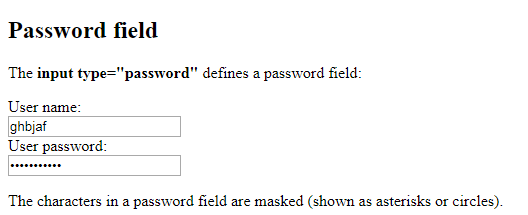 Password field
The input type="password" defines a password field:
User name:
ghbjaf
User password:
•••••••••••
The characters in a password field are masked (shown as asterisks or circles).